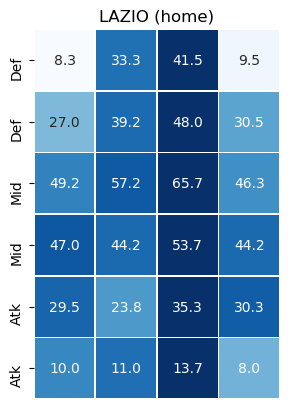 LAZIO (home)
Def 8.3 33.3 41.5 9.5
Def 27.0 39.2 48.0 30.5
Mid 49.2 57.2 65.7 46.3
Mid 47.0 44.2 53.7 44.2
Atk 29.5 23.8 35.3 30.3
Atk 10.0 11.0 13.7 8.0